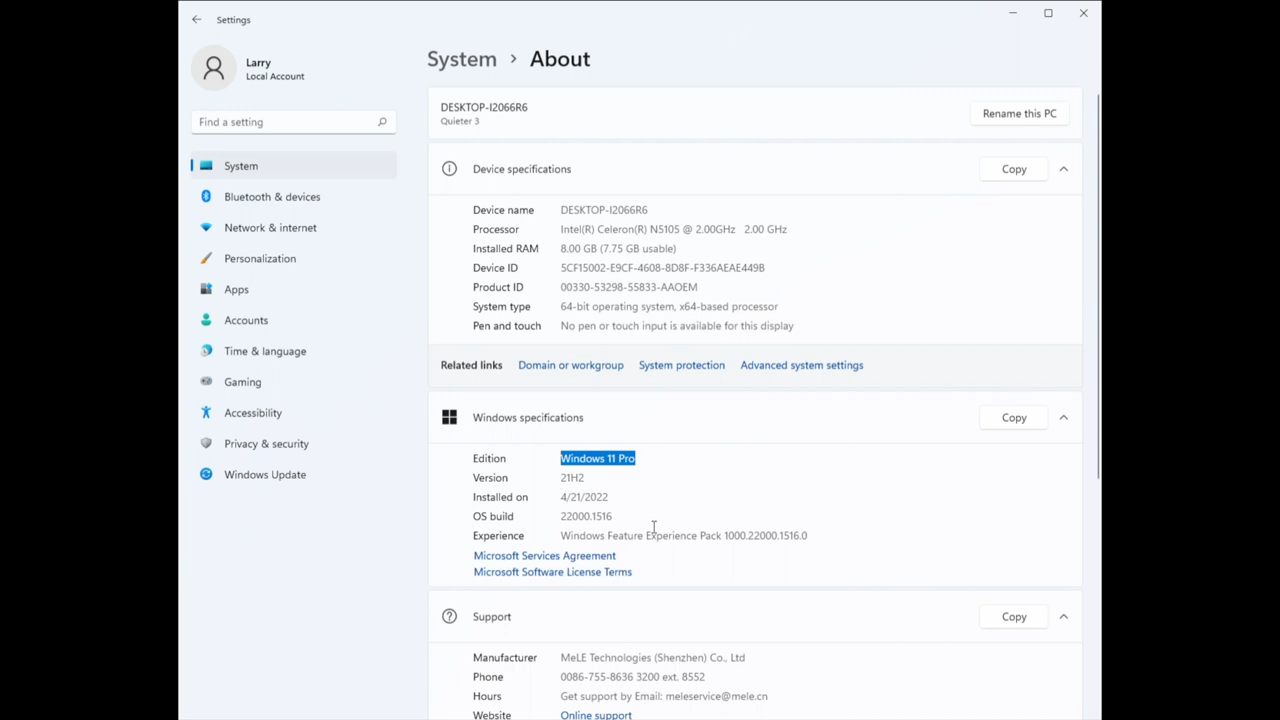 Settings
Larry
Local Account
Find a setting
System
Bluetooth & devices
Network & internet
Personalization
Apps
Accounts
Time & language
Gaming
Accessibility
Privacy & security
Windows Update
System > About
DESKTOP-I2066R6
Quieter 3
Rename this PC
Device specifications
Copy
Device name DESKTOP-I2066R6
Processor Intel(R) Celeron(R) N5105 @ 2.00GHz 2.00 GHz
Installed RAM 8.00 GB (7.75 GB usable)
Device ID 5CF15002-E9CF-4608-8D8F-F336AEAE449B
Product ID 00330-53298-55833-AAOEM
System type 64-bit operating system, x64-based processor
Pen and touch No pen or touch input is available for this display
Related links Domain or workgroup System protection Advanced system settings
Windows specifications
Copy
Edition Windows 11 Pro
Version 21H2
Installed on 4/21/2022
OS build 22000.1516
Experience Windows Feature Experience Pack 1000.22000.1516.0
Microsoft Services Agreement
Microsoft Software License Terms
Support
Copy
Manufacturer MeLE Technologies (Shenzhen) Co., Ltd
Phone 0086-755-8636 3200 ext. 8552
Hours Get support by Email: meleservice@mele.cn
Website Online support